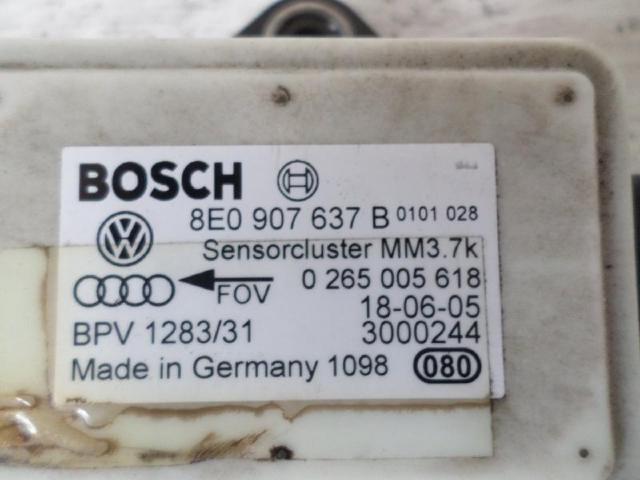 BOSCH
8E0 907 637 B 0101 028
Sensorcluster MM3.7k
0 265 005 618
FOV
18-06-05
BPV 1283/31 3000244
Made in Germany 1098 080